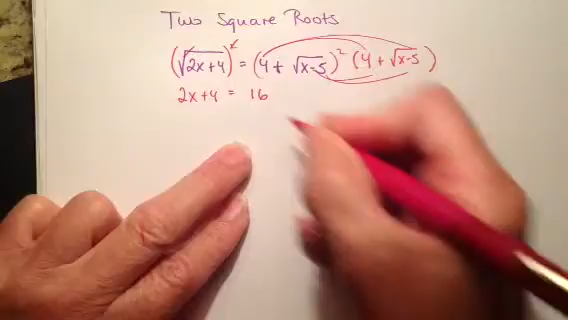 Two Square Roots
(√2x+4)² = (4 + √x-5)² (4 + √x-5)
2x+4 = 16